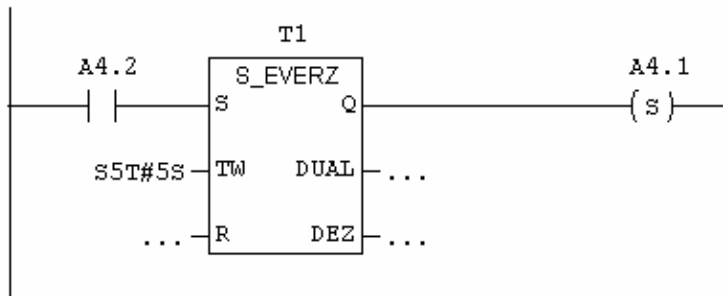 T1
A4.2 S_EVERZ A4.1
S Q ( S )
S5T#5S TW DUAL ...
... R DEZ ...